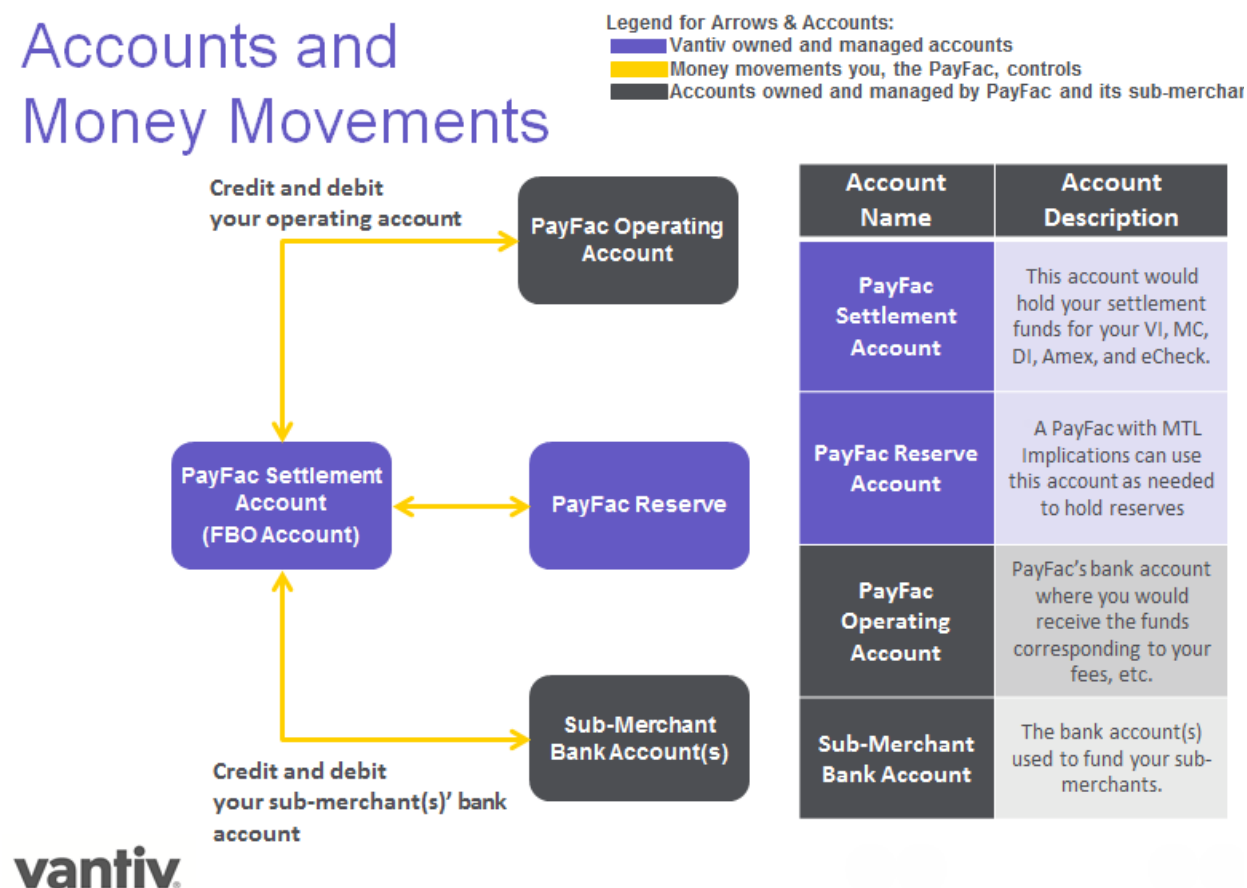 Accounts and
Money Movements
Legend for Arrows & Accounts:
Vantiv owned and managed accounts
Money movements you, the PayFac, controls
Accounts owned and managed by PayFac and its sub-merchan
Credit and debit
your operating account
PayFac Operating
Account
PayFac Settlement
Account
(FBO Account)
PayFac Reserve
Sub-Merchant
Bank Account(s)
Credit and debit
your sub-merchant(s)’ bank
account
Account
Name
Account
Description
PayFac
Settlement
Account
This account would
hold your settlement
funds for your VI, MC,
DI, Amex, and eCheck.
PayFac Reserve
Account
A PayFac with MTL
Implications can use
this account as needed
to hold reserves
PayFac
Operating
Account
PayFac’s bank account
where you would
receive the funds
corresponding to your
fees, etc.
Sub-Merchant
Bank Account
The bank account(s)
used to fund your sub-
merchants.
vantiv